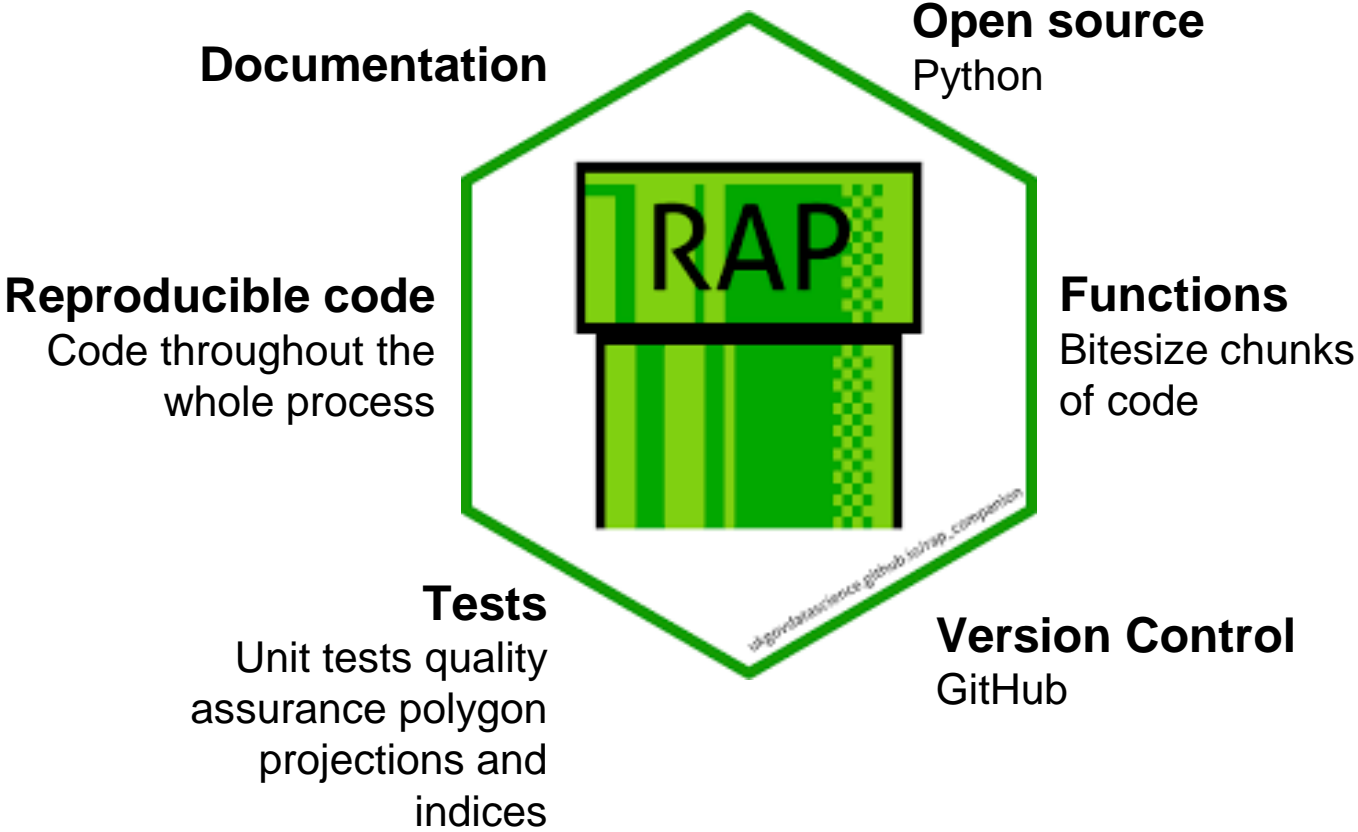 Documentation
Open source
Python
RAP
Reproducible code
Code throughout the
whole process
Functions
Bitesize chunks
of code
ukgovdatascience.github.io/rap_companion
Tests
Unit tests quality
assurance polygon
projections and
indices
Version Control
GitHub